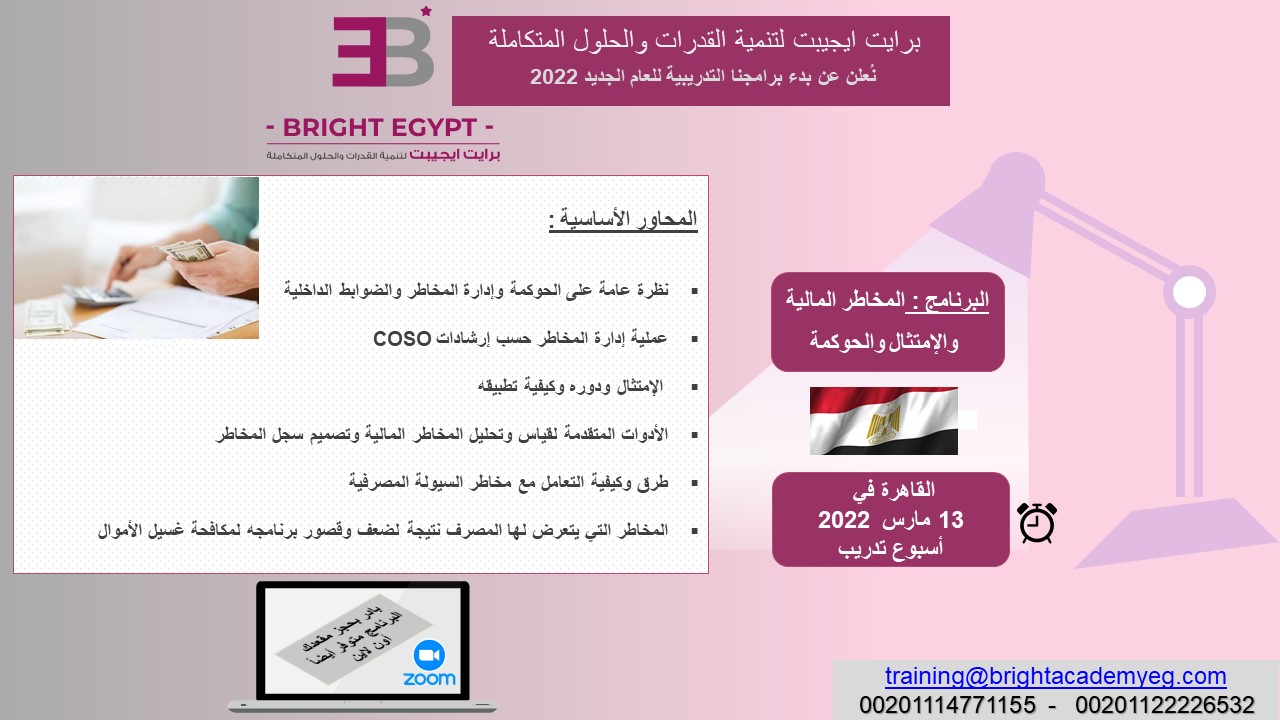 برايت ايجيبت لتنمية القدرات والحلول المتكاملة
نُعلن عن بدء برامجنا التدريبية للعام الجديد 2022
EB
- BRIGHT EGYPT -
برايت ايجيبت لتنمية القدرات والحلول المتكاملة
المحاور الأساسية :
▪ نظرة عامة على الحوكمة وإدارة المخاطر والضوابط الداخلية
▪ عملية إدارة المخاطر حسب إرشادات COSO
▪ الإمتثال ودوره وكيفية تطبيقه
▪ الأدوات المتقدمة لقياس وتحليل المخاطر المالية وتصميم سجل المخاطر
▪ طرق وكيفية التعامل مع مخاطر السيولة المصرفية
▪ المخاطر التي يتعرض لها المصرف نتيجة لضعف وقصور برنامجه لمكافحة غسيل الأموال
البرنامج : المخاطر المالية
والإمتثال والحوكمة
القاهرة في
13 مارس 2022
أسبوع تدريب
بادر بحجز مقعدك
البرنامج متوفر أيضاً
أون لاين
zoom
training@brightacademyeg.com
00201114771155 - 00201122226532